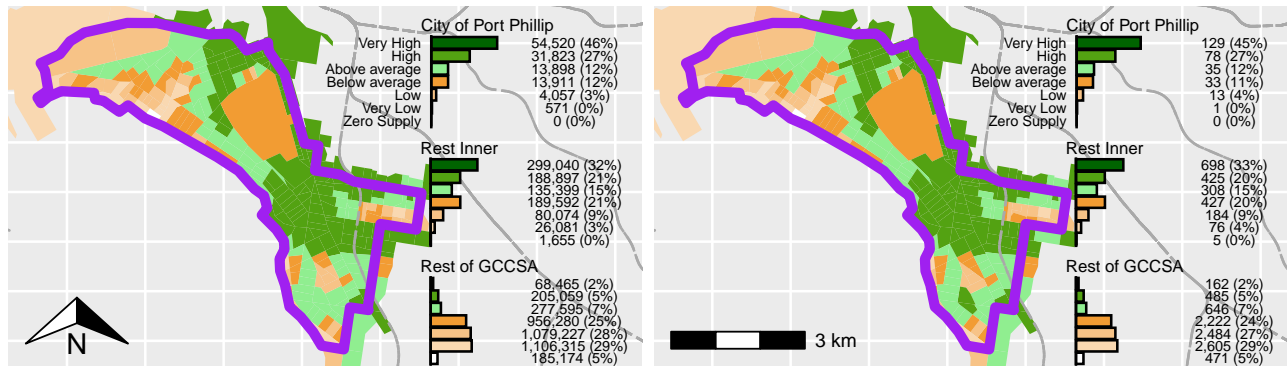 City of Port Phillip
Very High 54,520 (46%)
High 31,823 (27%)
Above average 13,898 (12%)
Below average 13,911 (12%)
Low 4,057 (3%)
Very Low 571 (0%)
Zero Supply 0 (0%)
Rest Inner
299,040 (32%)
188,897 (21%)
135,399 (15%)
189,592 (21%)
80,074 (9%)
26,081 (3%)
1,655 (0%)
Rest of GCCSA
68,465 (2%)
205,059 (5%)
277,595 (7%)
956,280 (25%)
1,079,227 (28%)
1,106,315 (29%)
185,174 (5%)
N
City of Port Phillip
Very High 129 (45%)
High 78 (27%)
Above average 35 (12%)
Below average 33 (11%)
Low 13 (4%)
Very Low 1 (0%)
Zero Supply 0 (0%)
Rest Inner
698 (33%)
425 (20%)
308 (15%)
427 (20%)
184 (9%)
76 (4%)
5 (0%)
Rest of GCCSA
162 (2%)
485 (5%)
646 (7%)
2,222 (24%)
2,484 (27%)
2,605 (29%)
471 (5%)
3 km